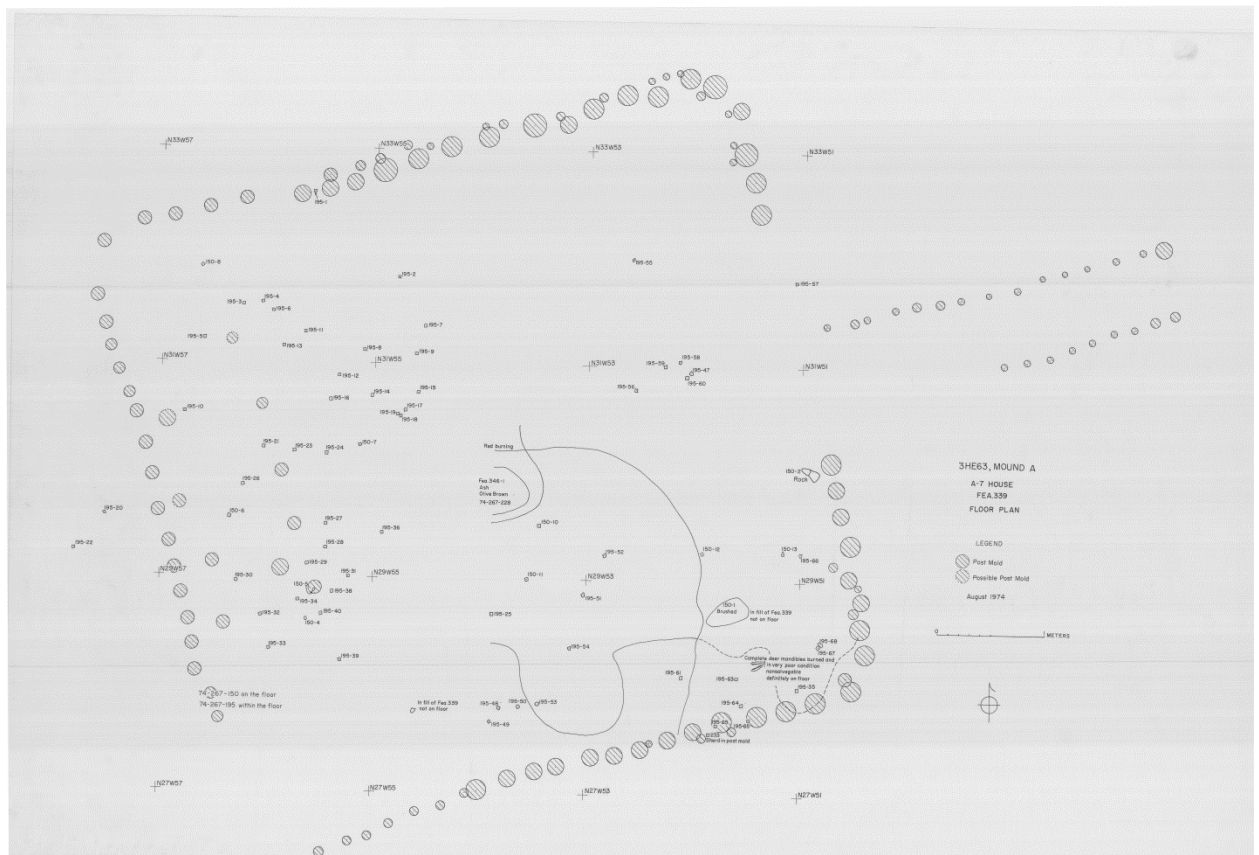 N33W57
N33W55
N33W53
N33W51
195-1
150-8
195-2
195-55
195-57
195-3
195-4
195-6
195-7
195-11
195-50
195-13
195-8
195-9
N31W57
N31W55
N31W53
N31W51
195-59
195-58
195-47
195-60
195-56
195-12
195-14
195-15
195-16
195-17
195-19
195-18
195-10
195-21
195-23
195-24
150-7
Red burning
150-2
Rock
3HE63, MOUND A
A-7 HOUSE
FEA.339
FLOOR PLAN
Fea. 346-1
Ash
Olive Brown
74-267-228
195-20
150-6
195-27
195-36
150-10
195-22
195-28
195-52
150-12
150-13
195-66
LEGEND
Post Mold
Possible Post Mold
August 1974
N29W57
N29W55
N29W53
N29W51
195-29
195-30
195-31
150-11
195-38
195-34
195-51
195-32
195-40
150-4
195-25
150-1
Brushed
In fill of Fea.339
not on floor
0
METERS
195-33
195-39
195-54
195-68
195-67
Complete deer mandibles burned and
in very poor condition
nonsalvegable
definitely on floor
195-61
195-63
195-35
74-267-150 on the floor
74-267-195 within the floor
In fill of Fea.339
not on floor
195-48
195-50
195-53
195-49
195-64
195-65
233
Sherd in post mold
N27W57
N27W55
N27W53
N27W51